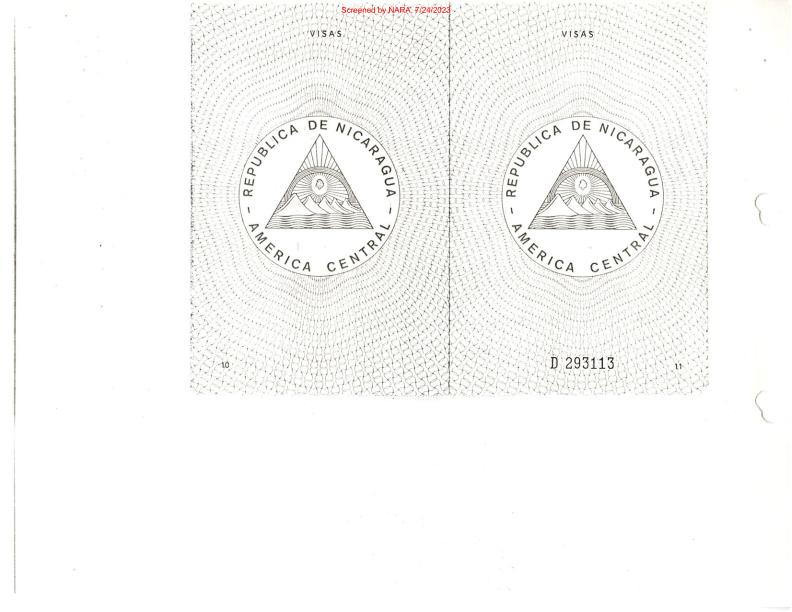 Screened by NARA, 7/24/2023
VISAS
REPUBLICA DE NICARAGUA
- AMERICA CENTRAL -
10
VISAS
REPUBLICA DE NICARAGUA
- AMERICA CENTRAL -
D 293113
11